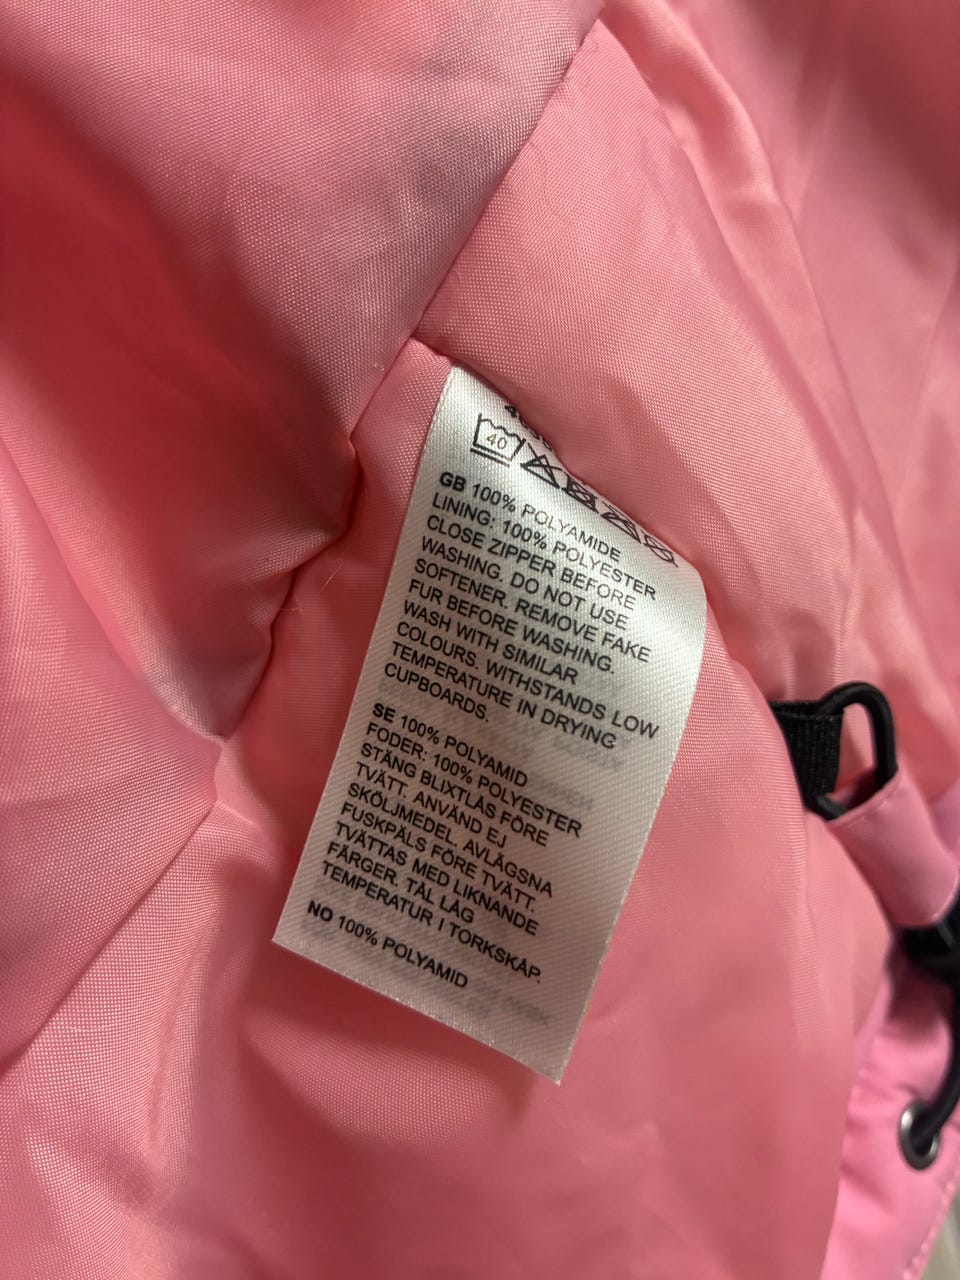 40
GB 100% POLYAMIDE
LINING: 100% POLYESTER
CLOSE ZIPPER BEFORE
WASHING. DO NOT USE
SOFTENER. REMOVE FAKE
FUR BEFORE WASHING.
WASH WITH SIMILAR
COLOURS. WITHSTANDS LOW
TEMPERATURE IN DRYING
CUPBOARDS.
SE 100% POLYAMID
FODER: 100% POLYESTER
STÄNG BLIXTLÅS FÖRE
TVÄTT. ANVÄND EJ
SKÖLJMEDEL. AVLÄGSNA
FUSKPÄLS FÖRE TVÄTT.
TVÄTTAS MED LIKNANDE
FÄRGER. TÅL LÅG
TEMPERATUR I TORKSKÅP.
NO 100% POLYAMID